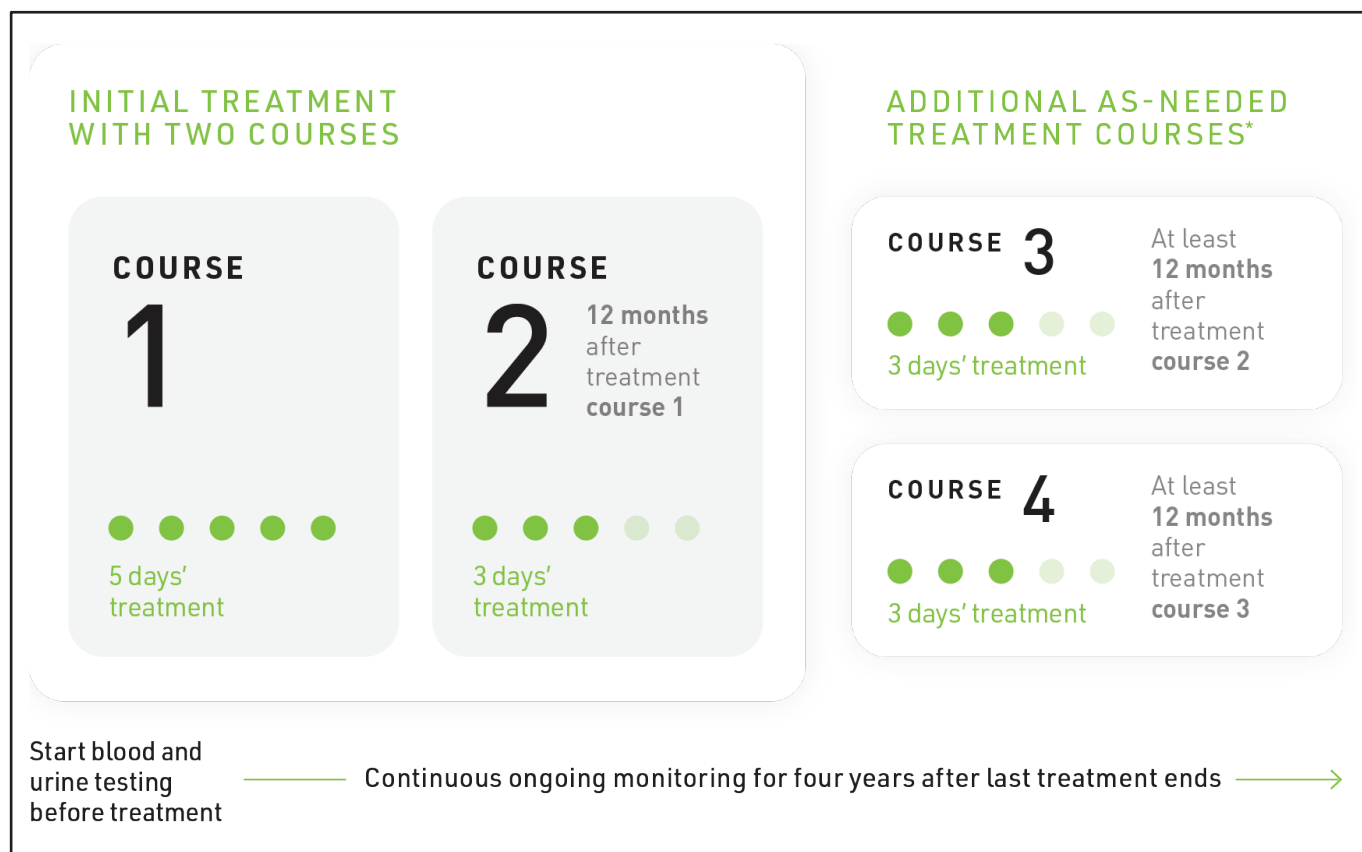 INITIAL TREATMENT
WITH TWO COURSES
COURSE
1
5 days’
treatment
COURSE
2
12 months
after
treatment
course 1
3 days’
treatment
ADDITIONAL AS-NEEDED
TREATMENT COURSES*
COURSE 3
At least
12 months
after
treatment
course 2
3 days’ treatment
COURSE 4
At least
12 months
after
treatment
course 3
3 days’ treatment
Start blood and
urine testing
before treatment
Continuous ongoing monitoring for four years after last treatment ends